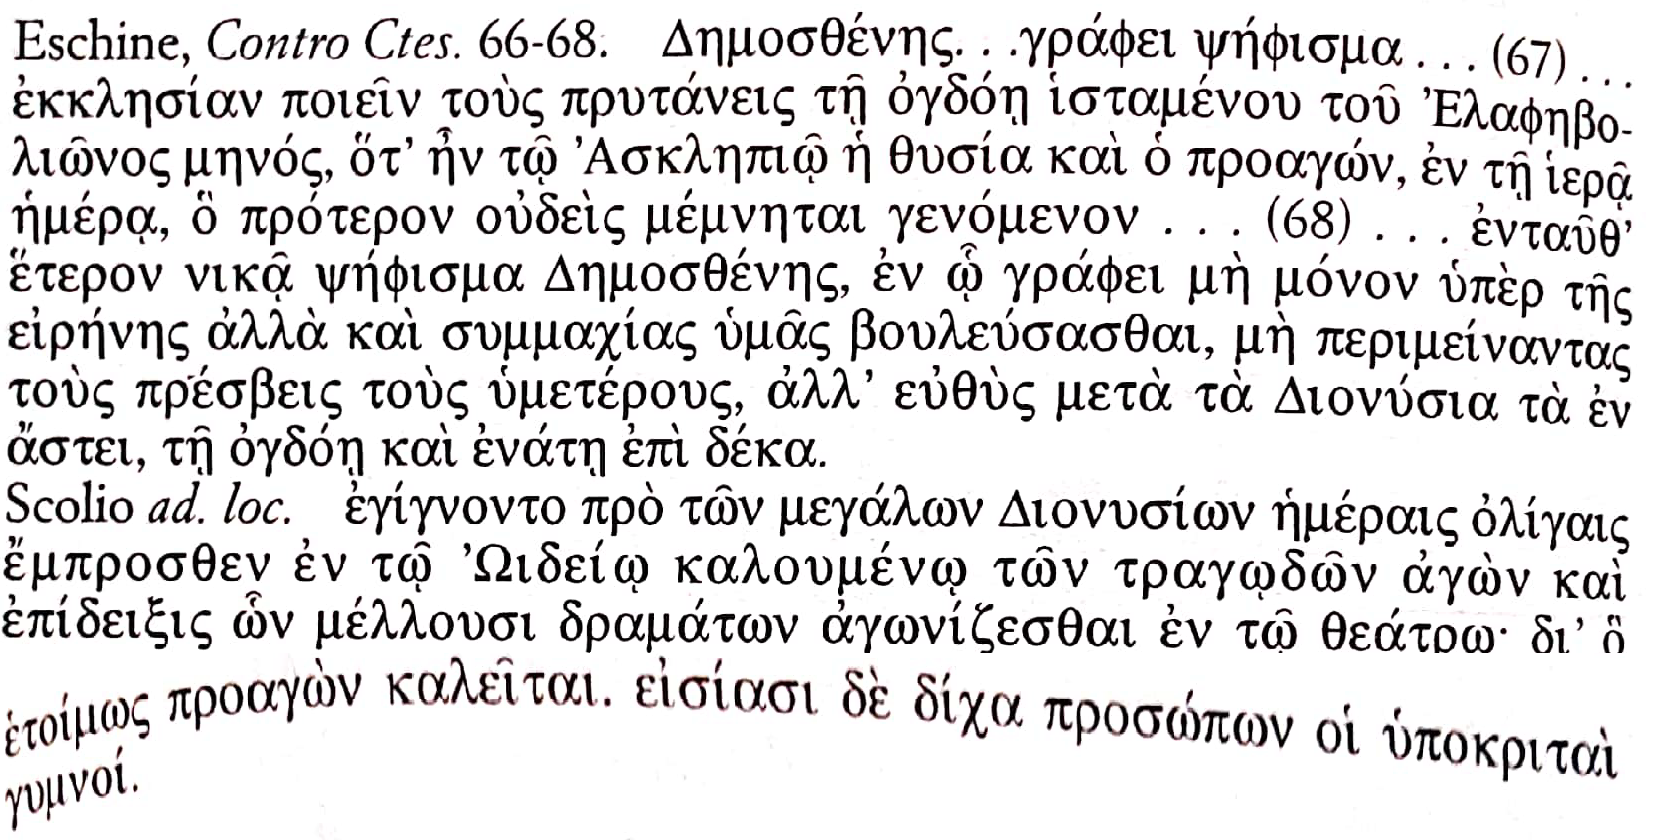 Eschine, Contro Ctes. 66-68. Δημοσθένης. . .γράφει ψήφισμα . . . (67) . . .
ἐκκλησίαν ποιεῖν τοὺς πρυτάνεις τῇ ὀγδόῃ ἱσταμένου τοῦ Ἐλαφηβο-
λιῶνος μηνός, ὅτ’ ἦν τῷ Ἀσκληπιῷ ἡ θυσία καὶ ὁ προαγών, ἐν τῇ ἱερᾷ
ἡμέρᾳ, ὃ πρότερον οὐδεὶς μέμνηται γενόμενον . . . (68) . . . ἐνταῦθ’
ἕτερον νικᾷ ψήφισμα Δημοσθένης, ἐν ᾧ γράφει μὴ μόνον ὑπὲρ τῆς
εἰρήνης ἀλλὰ καὶ συμμαχίας ὑμᾶς βουλεύσασθαι, μὴ περιμείναντας
τοὺς πρέσβεις τοὺς ὑμετέρους, ἀλλ’ εὐθὺς μετὰ τὰ Διονύσια τὰ ἐν
ἄστει, τῇ ὀγδόῃ καὶ ἐνάτῃ ἐπὶ δέκα.
Scolio ad. loc. ἐγίγνοντο πρὸ τῶν μεγάλων Διονυσίων ἡμέραις ὀλίγαις
ἔμπροσθεν ἐν τῷ Ὠιδείῳ καλουμένῳ τῶν τραγῳδῶν ἀγὼν καὶ
ἐπίδειξις ὧν μέλλουσι δραμάτων ἀγωνίζεσθαι ἐν τῷ θεάτρῳ· δι’ ὃ
ἑτοίμως προαγὼν καλεῖται. εἰσίασι δὲ δίχα προσώπων οἱ ὑποκριταὶ
γυμνοί.